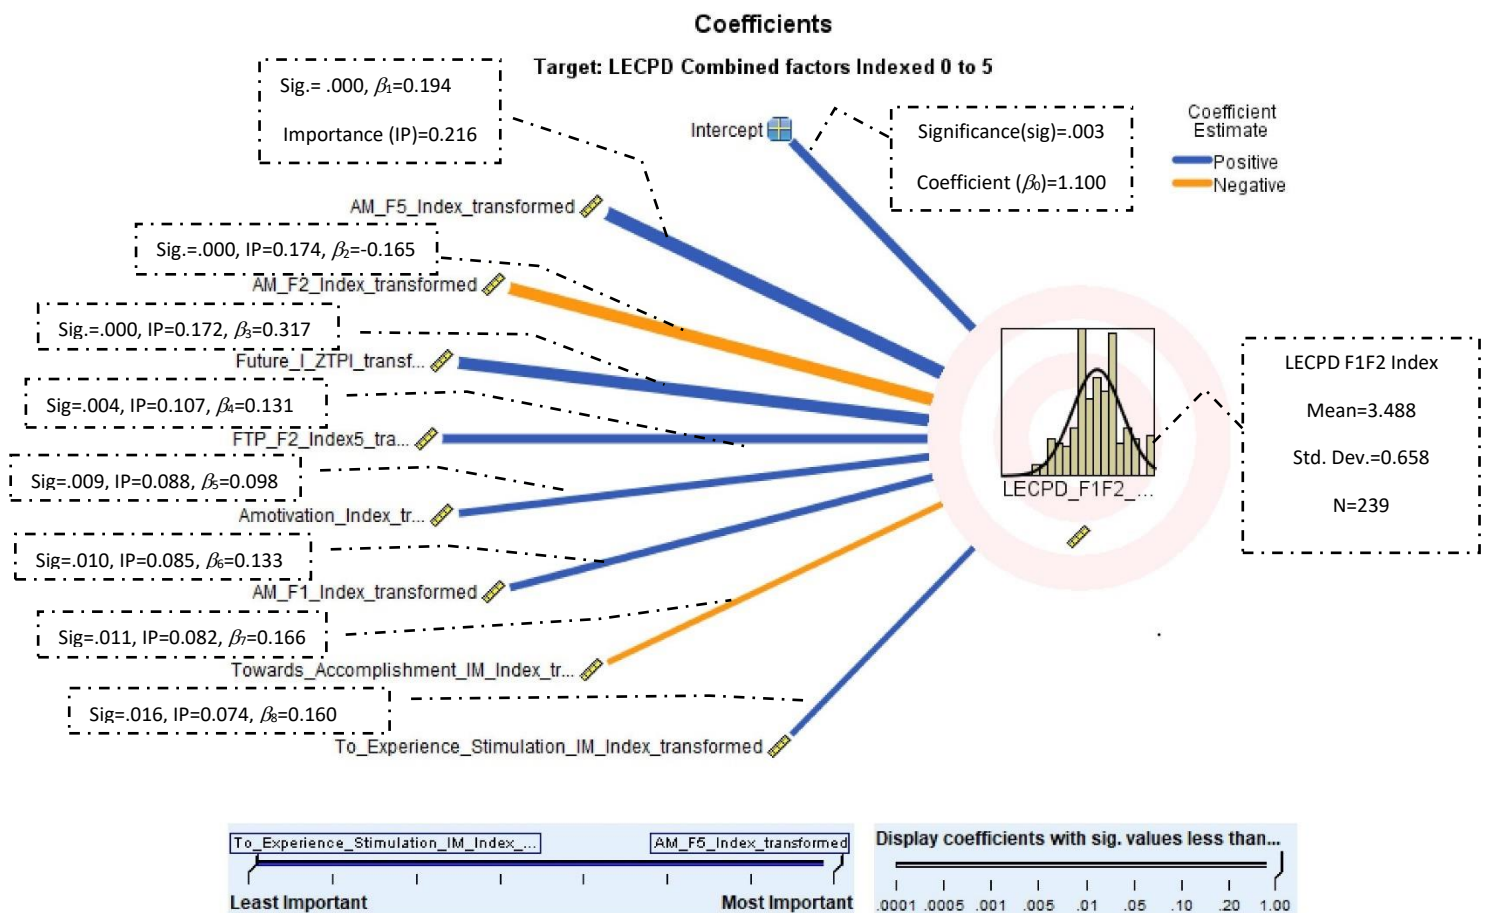 Coefficients
Target: LECPD Combined factors Indexed 0 to 5
Sig.= .000, β1=0.194
Importance (IP)=0.216
Intercept
Significance(sig)=.003
Coefficient (β0)=1.100
Coefficient
Estimate
Positive
Negative
AM_F5_Index_transformed
Sig.=.000, IP=0.174, β2=-0.165
AM_F2_Index_transformed
Sig.=.000, IP=0.172, β3=0.317
Future_I_ZTPI_transf...
Sig=.004, IP=0.107, β4=0.131
FTP_F2_Index5_tra...
Sig=.009, IP=0.088, β5=0.098
Amotivation_Index_tr...
Sig=.010, IP=0.085, β6=0.133
AM_F1_Index_transformed
Sig=.011, IP=0.082, β7=0.166
Towards_Accomplishment_IM_Index_tr...
Sig=.016, IP=0.074, β8=0.160
To_Experience_Stimulation_IM_Index_transformed
LECPD_F1F2_...
LECPD F1F2 Index
Mean=3.488
Std. Dev.=0.658
N=239
To_Experience_Stimulation_IM_Index_...
AM_F5_Index_transformed
Least Important
Most Important
Display coefficients with sig. values less than...
.0001 .0005 .001 .005 .01 .05 .10 .20 1.00